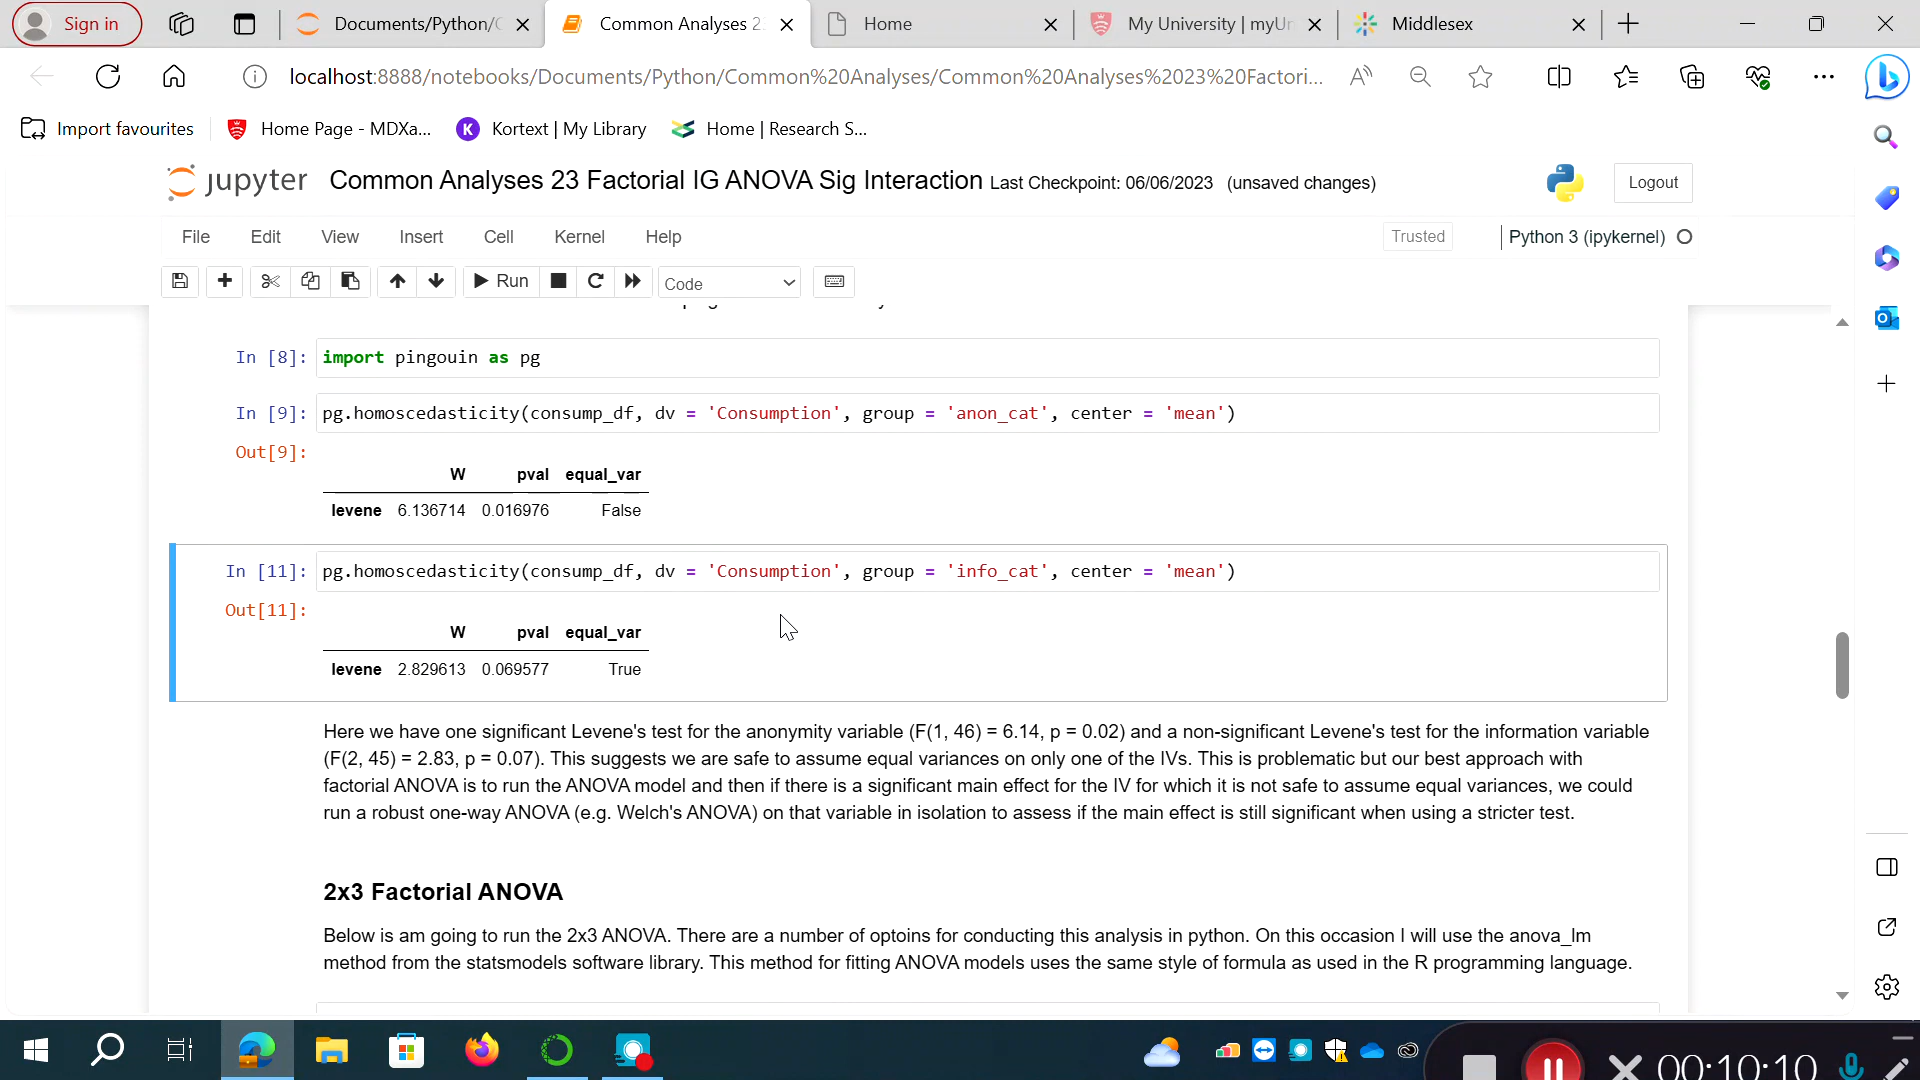 Sign in
Documents/Python/C
Common Analyses 2
Home
My University | myUn
Middlesex
localhost:8888/notebooks/Documents/Python/Common%20Analyses/Common%20Analyses%2023%20Factori...
Import favourites
Home Page - MDXa...
K Kortext | My Library
Home | Research S...
jupyter Common Analyses 23 Factorial IG ANOVA Sig Interaction Last Checkpoint: 06/06/2023 (unsaved changes)
Logout
File Edit View Insert Cell Kernel Help
Trusted
Python 3 (ipykernel)
Run
Code
In [8]: import pingouin as pg
In [9]: pg.homoscedasticity(consump_df, dv = 'Consumption', group = 'anon_cat', center = 'mean')
Out[9]:
W pval equal_var
levene 6.136714 0.016976 False
In [11]: pg.homoscedasticity(consump_df, dv = 'Consumption', group = 'info_cat', center = 'mean')
Out[11]:
W pval equal_var
levene 2.829613 0.069577 True
Here we have one significant Levene's test for the anonymity variable (F(1, 46) = 6.14, p = 0.02) and a non-significant Levene's test for the information variable
(F(2, 45) = 2.83, p = 0.07). This suggests we are safe to assume equal variances on only one of the IVs. This is problematic but our best approach with
factorial ANOVA is to run the ANOVA model and then if there is a significant main effect for the IV for which it is not safe to assume equal variances, we could
run a robust one-way ANOVA (e.g. Welch's ANOVA) on that variable in isolation to assess if the main effect is still significant when using a stricter test.
2x3 Factorial ANOVA
Below is am going to run the 2x3 ANOVA. There are a number of optoins for conducting this analysis in python. On this occasion I will use the anova_lm
method from the statsmodels software library. This method for fitting ANOVA models uses the same style of formula as used in the R programming language.
00:10:10